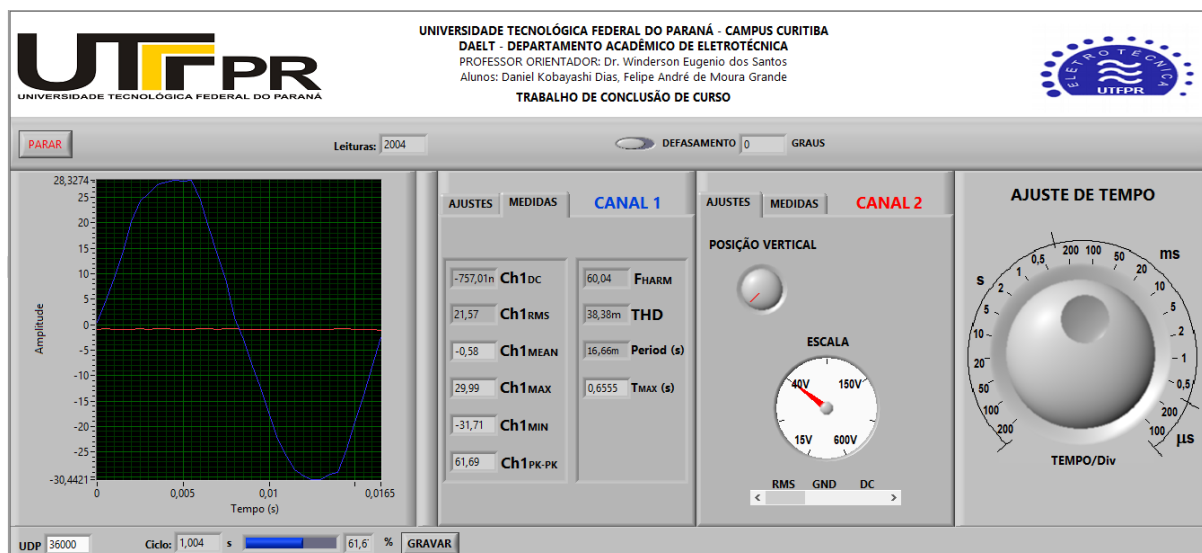 UTFPR
UNIVERSIDADE TECNOLÓGICA FEDERAL DO PARANÁ
UNIVERSIDADE TECNOLÓGICA FEDERAL DO PARANÁ - CAMPUS CURITIBA
DAELT - DEPARTAMENTO ACADÊMICO DE ELETROTÉCNICA
PROFESSOR ORIENTADOR: Dr. Winderson Eugenio dos Santos
Alunos: Daniel Kobayashi Dias, Felipe André de Moura Grande
TRABALHO DE CONCLUSÃO DE CURSO
ELETROTÉCNICA
UTFPR
PARAR
Leituras: 2004
DEFASAMENTO 0 GRAUS
28,3274
25
20
15
10
5
0
-5
-10
-15
-20
-25
-30,4421
Amplitude
0 0,005 0,01 0,0165
Tempo (s)
AJUSTES MEDIDAS CANAL 1
-757,01n Ch1DC
21,57 Ch1RMS
-0,58 Ch1MEAN
29,99 Ch1MAX
-31,71 Ch1MIN
61,69 Ch1PK-PK
60,04 FHARM
38,38m THD
16,66m Period (s)
0,6555 TMAX (s)
AJUSTES MEDIDAS CANAL 2
POSIÇÃO VERTICAL
ESCALA
40V 150V
15V 600V
RMS GND DC
AJUSTE DE TEMPO
s ms µs
200 100 50 20 10 5 2 1 0,5 200 100 50 20 10 5 2 1 0,5 200 100
TEMPO/Div
UDP 36000
Ciclo: 1,004 s
61,6 %
GRAVAR